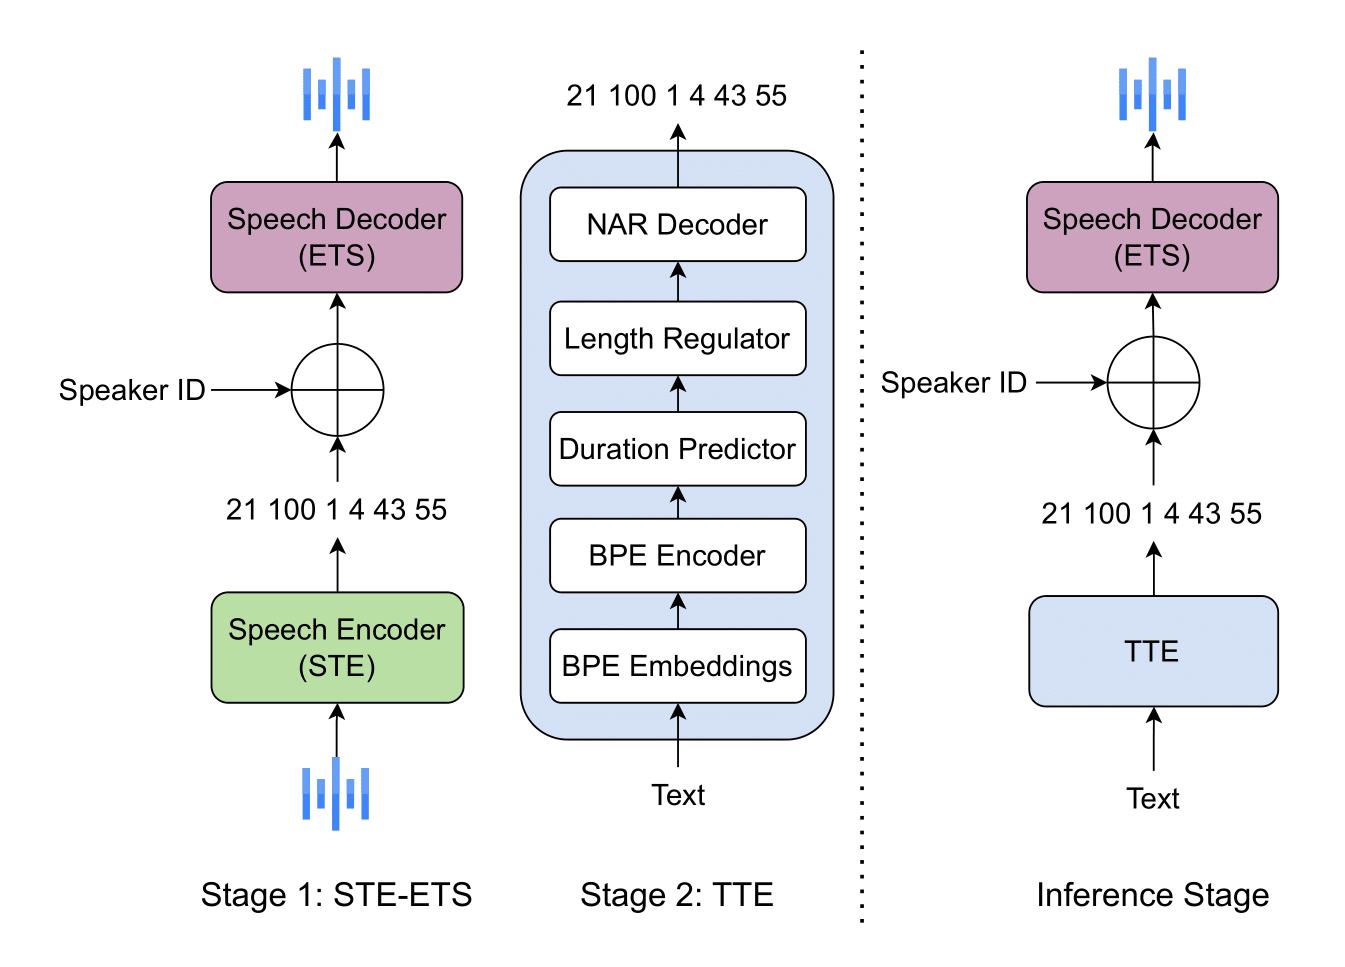 Speech Decoder
(ETS)
Speaker ID
21 100 1 4 43 55
Speech Encoder
(STE)
Stage 1: STE-ETS
21 100 1 4 43 55
NAR Decoder
Length Regulator
Duration Predictor
BPE Encoder
BPE Embeddings
Text
Stage 2: TTE
Speech Decoder
(ETS)
Speaker ID
21 100 1 4 43 55
TTE
Text
Inference Stage